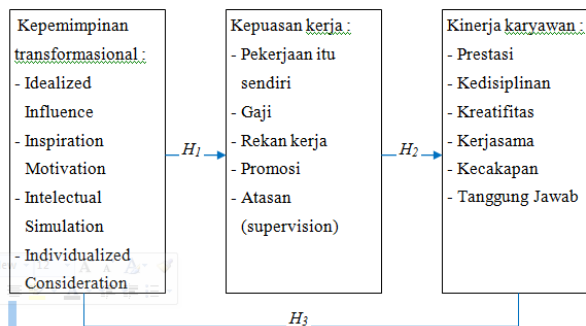 Kepemimpinan
transformasional :
- Idealized
Influence
- Inspiration
Motivation
- Intelectual
Simulation
- Individualized
Consideration
H1
Kepuasan kerja :
- Pekerjaan itu
sendiri
- Gaji
- Rekan kerja
- Promosi
- Atasan
(supervision)
H2
Kinerja karyawan :
- Prestasi
- Kedisiplinan
- Kreatifitas
- Kerjasama
- Kecakapan
- Tanggung Jawab
H3